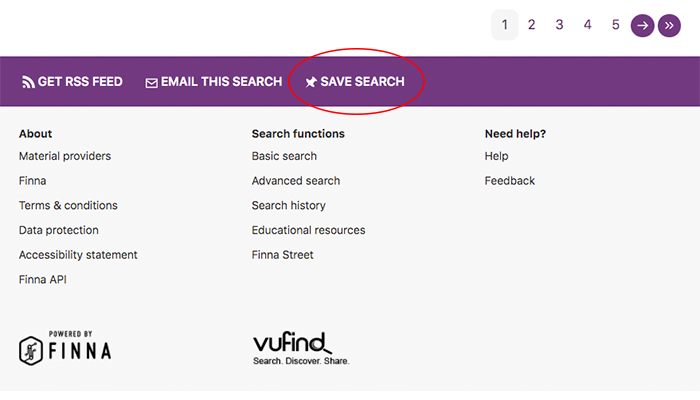 1 2 3 4 5
GET RSS FEED EMAIL THIS SEARCH SAVE SEARCH
About
Material providers
Finna
Terms & conditions
Data protection
Accessibility statement
Finna API
Search functions
Basic search
Advanced search
Search history
Educational resources
Finna Street
Need help?
Help
Feedback
POWERED BY
FINNA
vufind
Search. Discover. Share.